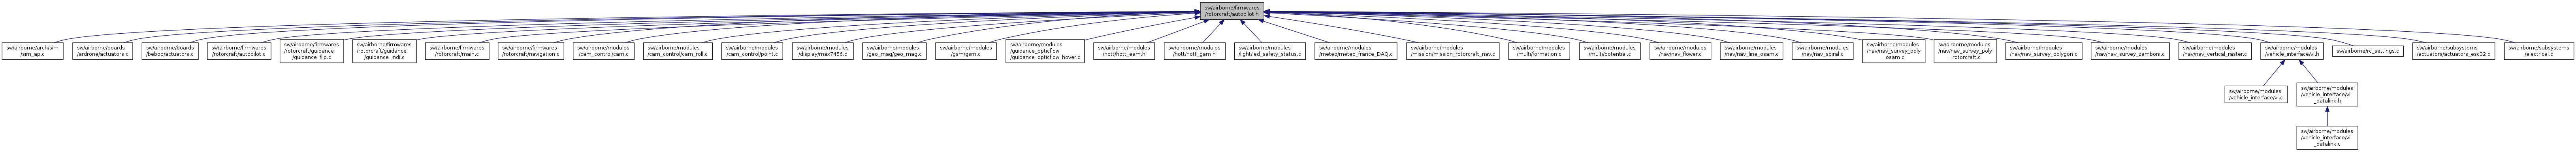 sw/airborne/firmwares
/rotorcraft/autopilot.h
sw/airborne/arch/sim
/sim_ap.c
sw/airborne/boards
/ardrone/actuators.c
sw/airborne/boards
/bebop/actuators.c
sw/airborne/firmwares
/rotorcraft/autopilot.c
sw/airborne/firmwares
/rotorcraft/guidance
/guidance_flip.c
sw/airborne/firmwares
/rotorcraft/guidance
/guidance_indi.c
sw/airborne/firmwares
/rotorcraft/main.c
sw/airborne/firmwares
/rotorcraft/navigation.c
sw/airborne/modules
/cam_control/cam.c
sw/airborne/modules
/cam_control/cam_roll.c
sw/airborne/modules
/cam_control/point.c
sw/airborne/modules
/display/max7456.c
sw/airborne/modules
/geo_mag/geo_mag.c
sw/airborne/modules
/gsm/gsm.c
sw/airborne/modules
/guidance_opticflow
/guidance_opticflow_hover.c
sw/airborne/modules
/hott/hott_eam.h
sw/airborne/modules
/hott/hott_gam.h
sw/airborne/modules
/light/led_safety_status.c
sw/airborne/modules
/meteo/meteo_france_DAQ.c
sw/airborne/modules
/mission/mission_rotorcraft_nav.c
sw/airborne/modules
/multi/formation.c
sw/airborne/modules
/multi/potential.c
sw/airborne/modules
/nav/nav_flower.c
sw/airborne/modules
/nav/nav_line_osam.c
sw/airborne/modules
/nav/nav_spiral.c
sw/airborne/modules
/nav/nav_survey_poly
_osam.c
sw/airborne/modules
/nav/nav_survey_poly
_rotorcraft.c
sw/airborne/modules
/nav/nav_survey_polygon.c
sw/airborne/modules
/nav/nav_survey_zamboni.c
sw/airborne/modules
/nav/nav_vertical_raster.c
sw/airborne/modules
/vehicle_interface/vi.h
sw/airborne/rc_settings.c
sw/airborne/subsystems
/actuators/actuators_esc32.c
sw/airborne/subsystems
/electrical.c
sw/airborne/modules
/vehicle_interface/vi.c
sw/airborne/modules
/vehicle_interface/vi
_datalink.h
sw/airborne/modules
/vehicle_interface/vi
_datalink.c